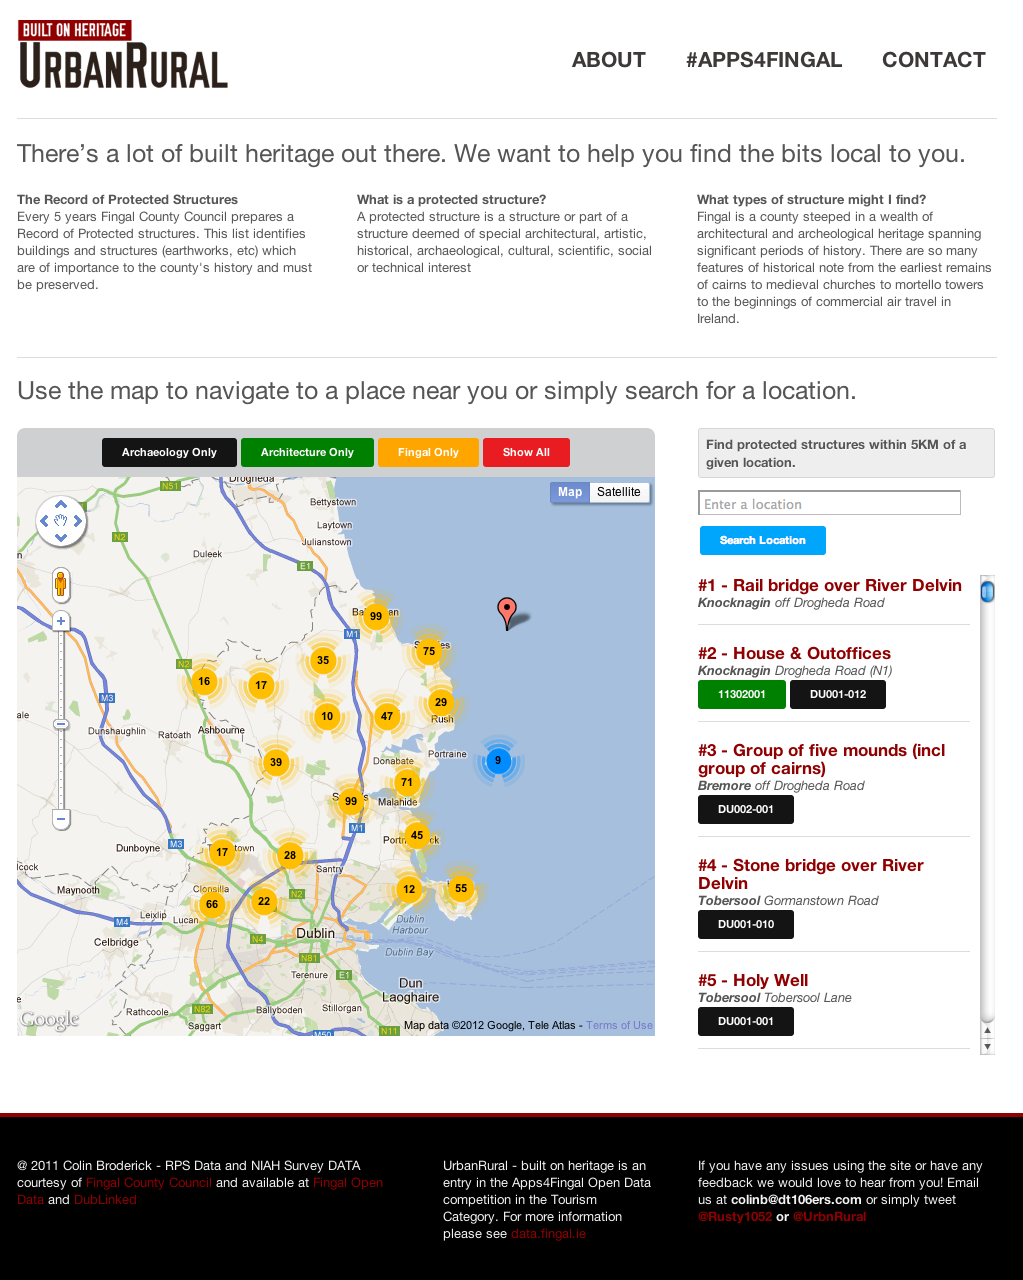 BUILT ON HERITAGE
URBANRURAL
ABOUT #APPS4FINGAL CONTACT
There's a lot of built heritage out there. We want to help you find the bits local to you.
The Record of Protected Structures
Every 5 years Fingal County Council prepares a
Record of Protected structures. This list identifies
buildings and structures (earthworks, etc) which
are of importance to the county's history and must
be preserved.
What is a protected structure?
A protected structure is a structure or part of a
structure deemed of special architectural, artistic,
historical, archaeological, cultural, scientific, social
or technical interest
What types of structure might I find?
Fingal is a county steeped in a wealth of
architectural and archeological heritage spanning
significant periods of history. There are so many
features of historical note from the earliest remains
of cairns to medieval churches to mortello towers
to the beginnings of commercial air travel in
Ireland.
Use the map to navigate to a place near you or simply search for a location.
Archaeology Only Architecture Only Fingal Only Show All
Drogheda
N51
Map Satellite
Bettystown
Laytown
N2
Julianstown
Duleek
E1
99
M1
35
75
N2
16
17
M3
10
47
29
Rush
Dunshaughlin
Ratoath
Ashbourne
39
Portraine
9
Donabate
71
99
Malahide
M1
45
Dunboyne
M3
17
28
Santry
Maynooth
Clonsilla
66
22
N2
12
55
Leixlip
Lucan
M4
Celbridge
N4
Dublin
Dublin
Harbour
Dublin Bay
N81
Terenure
E1
Dun
Laoghaire
Rathcoole
N82
Ballyboden
Stillorgan
Saggart
M50
N11
Google
Map data ©2012 Google, Tele Atlas - Terms of Use
Find protected structures within 5KM of a
given location.
Enter a location
Search Location
#1 - Rail bridge over River Delvin
Knocknagin off Drogheda Road
#2 - House & Outoffices
Knocknagin Drogheda Road (N1)
11302001 DU001-012
#3 - Group of five mounds (incl
group of cairns)
Bremore off Drogheda Road
DU002-001
#4 - Stone bridge over River
Delvin
Tobersool Gormanstown Road
DU001-010
#5 - Holy Well
Tobersool Tobersool Lane
DU001-001
@ 2011 Colin Broderick - RPS Data and NIAH Survey DATA
courtesy of Fingal County Council and available at Fingal Open
Data and DubLinked
UrbanRural - built on heritage is an
entry in the Apps4Fingal Open Data
competition in the Tourism
Category. For more information
please see data.fingal.ie
If you have any issues using the site or have any
feedback we would love to hear from you! Email
us at colinb@dt106ers.com or simply tweet
@Rusty1052 or @UrbnRural